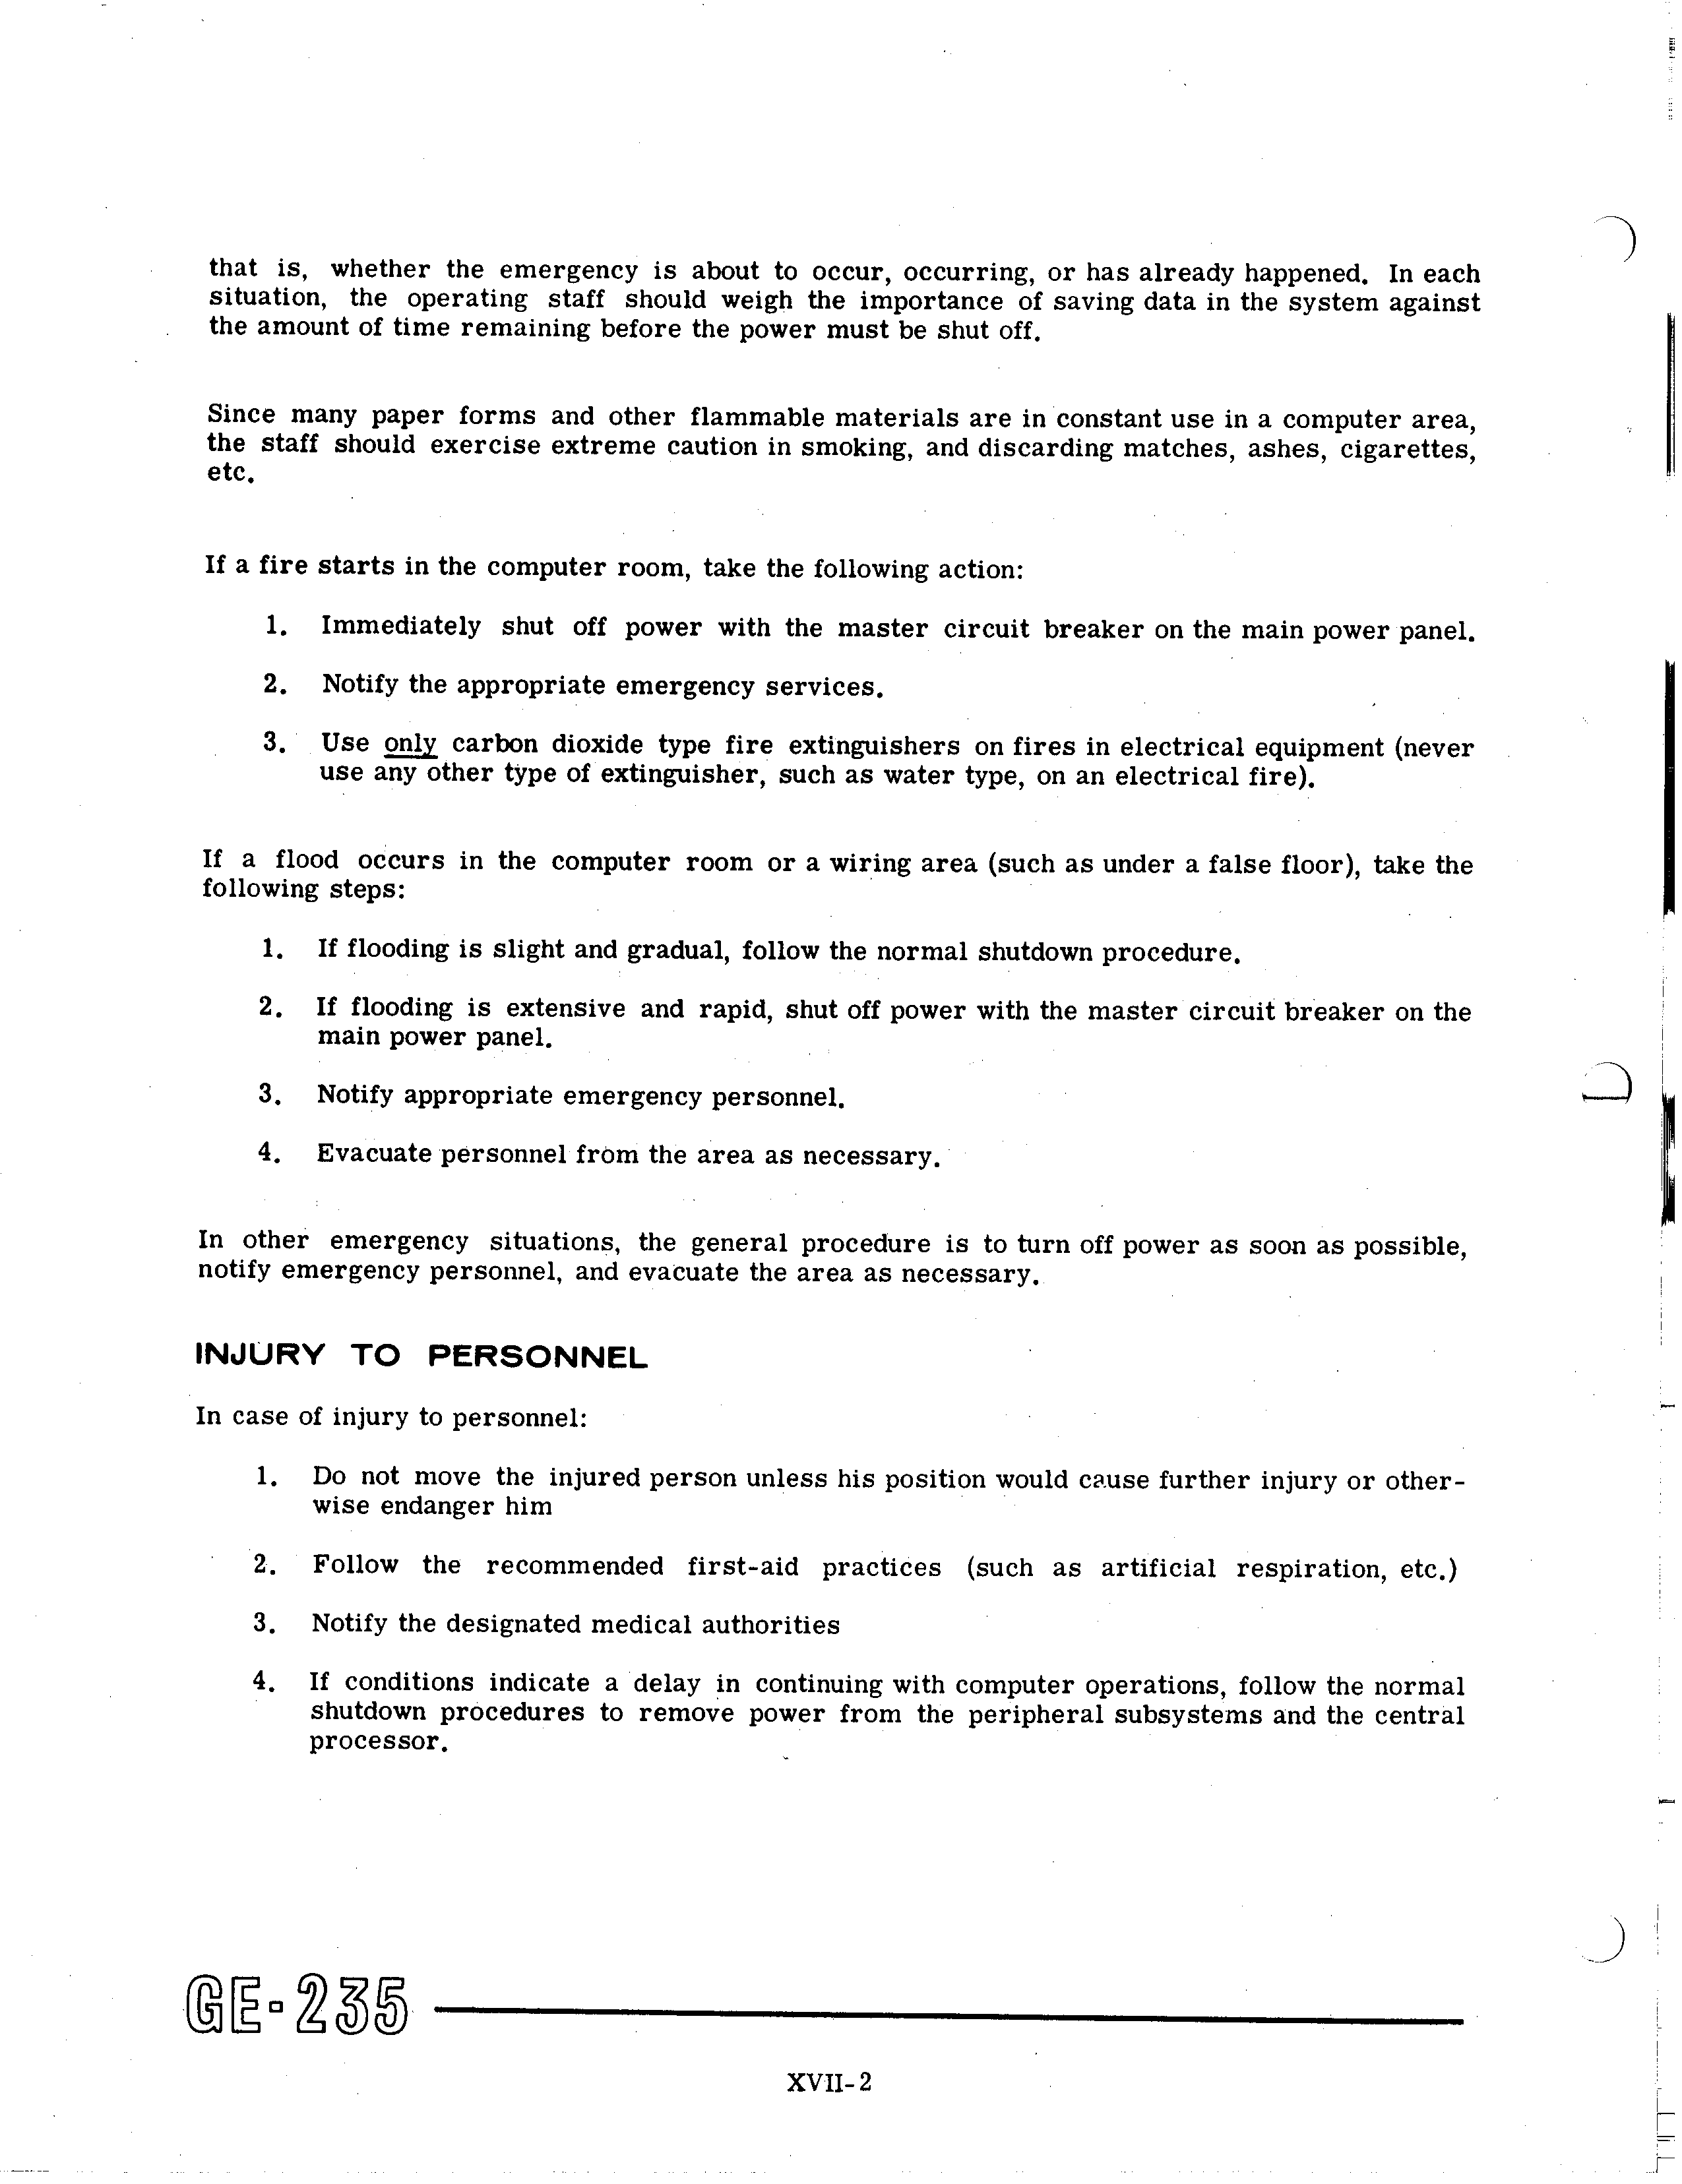 that is, whether the emergency is about to occur, occurring, or has already happened. In each
situation, the operating staff should weigh the importance of saving data in the system against
the amount of time remaining before the power must be shut off.
Since many paper forms and other flammable materials are in constant use in a computer area,
the staff should exercise extreme caution in smoking, and discarding matches, ashes, cigarettes,
etc.
If a fire starts in the computer room, take the following action:
1. Immediately shut off power with the master circuit breaker on the main power panel.
2. Notify the appropriate emergency services.
3. Use only carbon dioxide type fire extinguishers on fires in electrical equipment (never
use any other type of extinguisher, such as water type, on an electrical fire).
If a flood occurs in the computer room or a wiring area (such as under a false floor), take the
following steps:
1. If flooding is slight and gradual, follow the normal shutdown procedure.
2. If flooding is extensive and rapid, shut off power with the master circuit breaker on the
main power panel.
3. Notify appropriate emergency personnel.
4. Evacuate personnel from the area as necessary.
In other emergency situations, the general procedure is to turn off power as soon as possible,
notify emergency personnel, and evacuate the area as necessary.
INJURY TO PERSONNEL
In case of injury to personnel:
1. Do not move the injured person unless his position would cause further injury or other-
wise endanger him
2. Follow the recommended first-aid practices (such as artificial respiration, etc.)
3. Notify the designated medical authorities
4. If conditions indicate a delay in continuing with computer operations, follow the normal
shutdown procedures to remove power from the peripheral subsystems and the central
processor.
GE-235
XVII-2